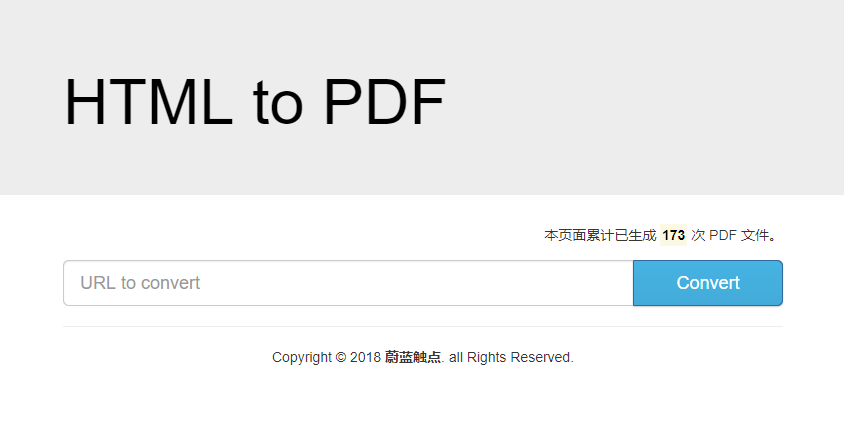 HTML to PDF
本页面累计已生成 173 次 PDF 文件。
URL to convert
Convert
Copyright © 2018 蔚蓝触点. all Rights Reserved.